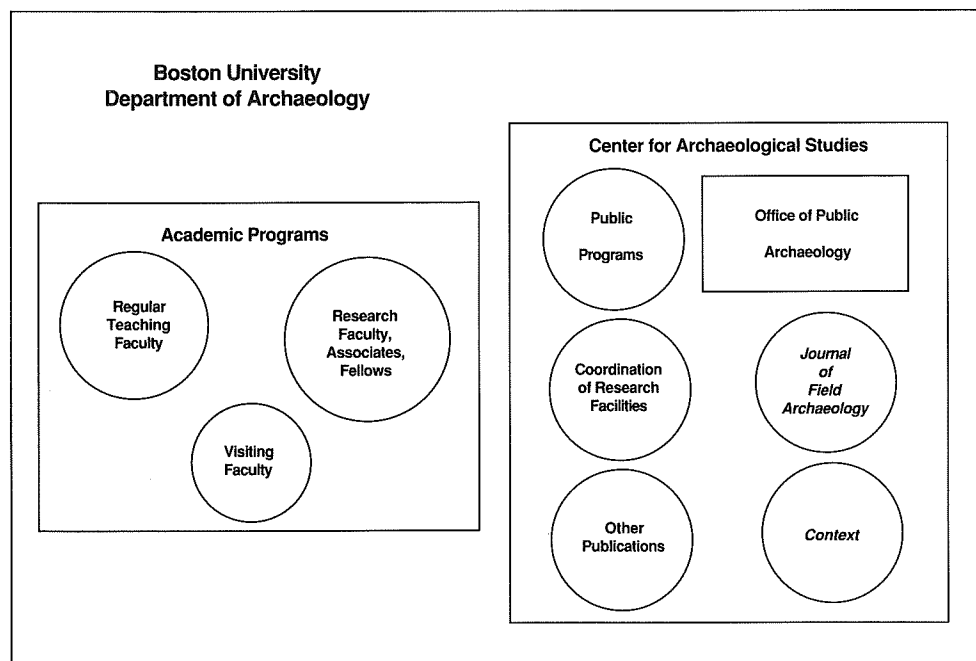 Boston University
Department of Archaeology
Academic Programs
Regular
Teaching
Faculty
Research
Faculty,
Associates,
Fellows
Visiting
Faculty
Center for Archaeological Studies
Public
Programs
Office of Public
Archaeology
Coordination
of Research
Facilities
Journal
of
Field
Archaeology
Other
Publications
Context